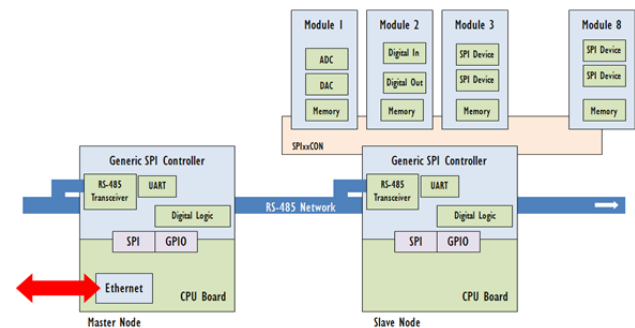 Module 1
Module 2
Module 3
Module 8
ADC
Digital In
SPI Device
SPI Device
DAC
Digital Out
SPI Device
SPI Device
Memory
Memory
Memory
Memory
SPIxxCON
Generic SPI Controller
Generic SPI Controller
RS-485
Transceiver
UART
RS-485
Transceiver
UART
RS-485 Network
Digital Logic
Digital Logic
SPI
GPIO
SPI
GPIO
Ethernet
CPU Board
CPU Board
Master Node
Slave Node